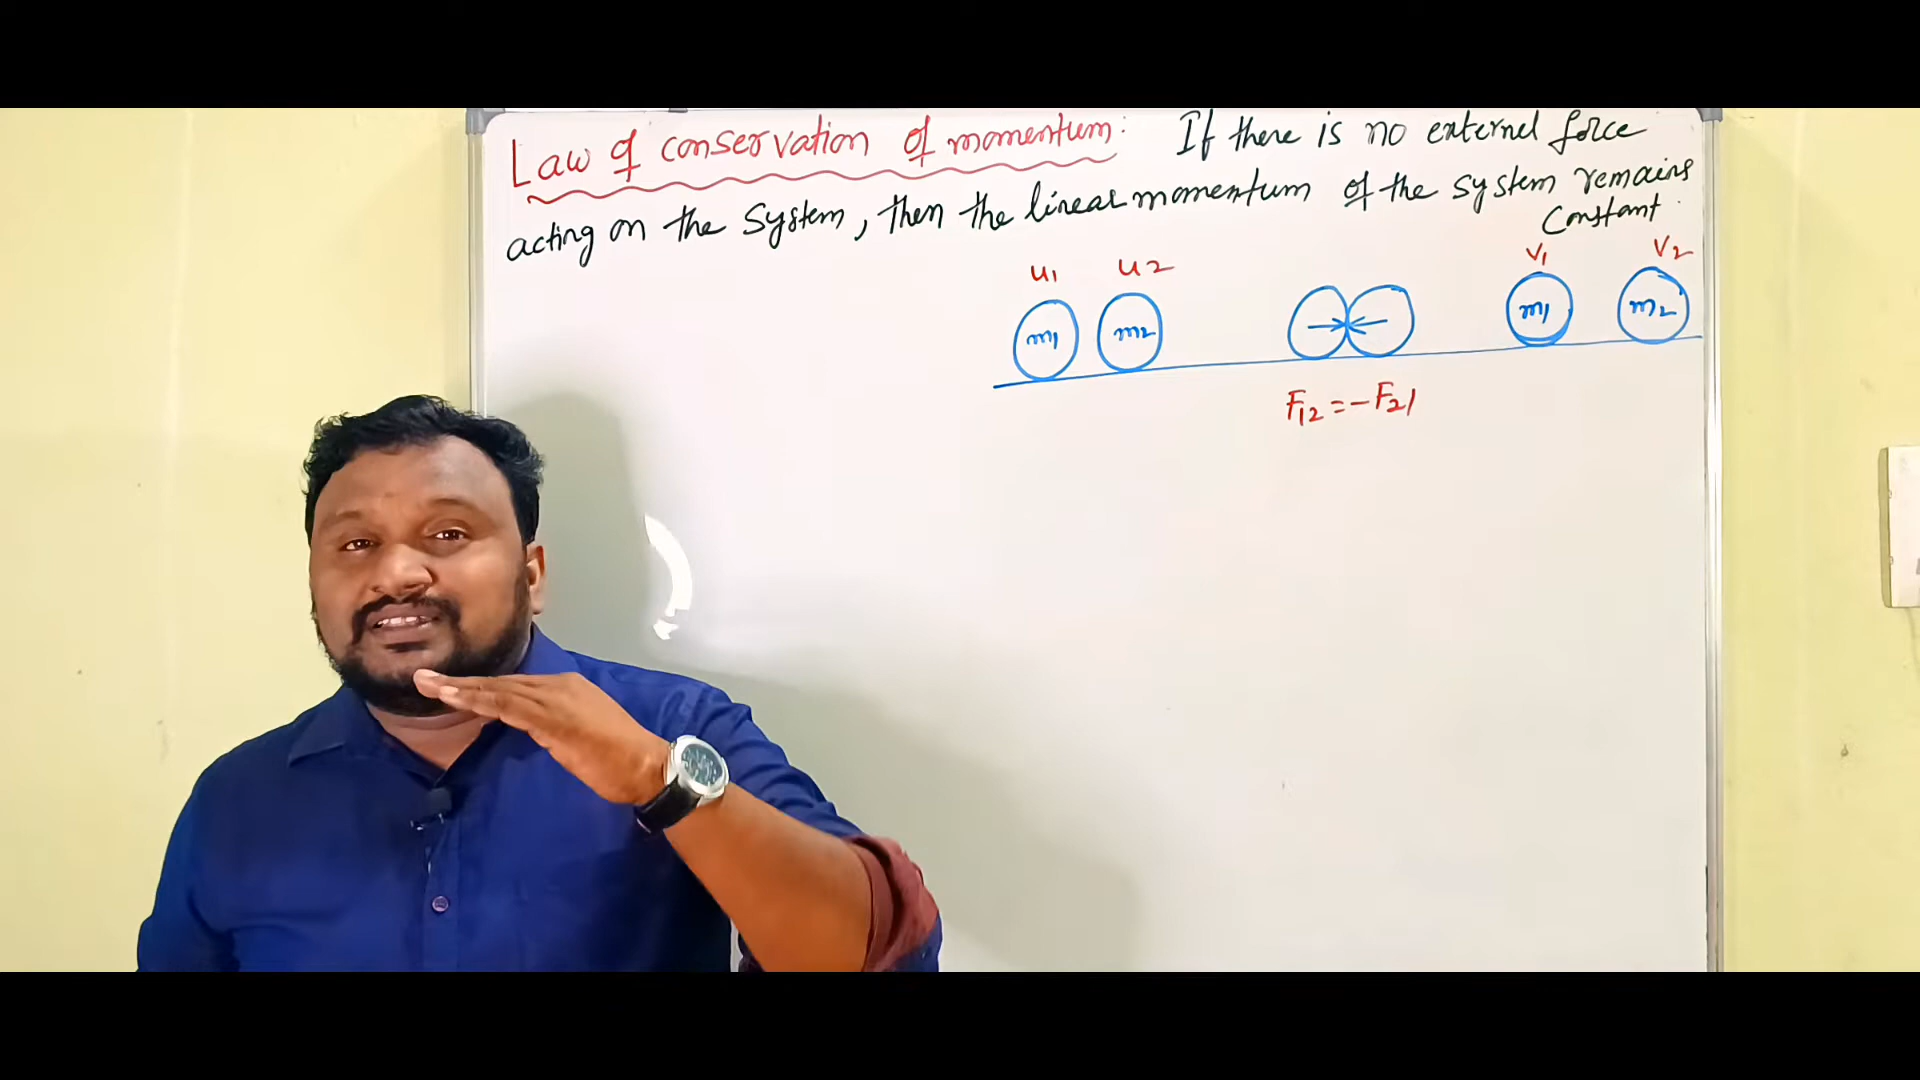 Law of conservation of momentum: If there is no external force
acting on the System, then the linear momentum of the system remains
Constant.
u1 u2 v1 v2
m1 m2 m1 m2
F12 = -F21